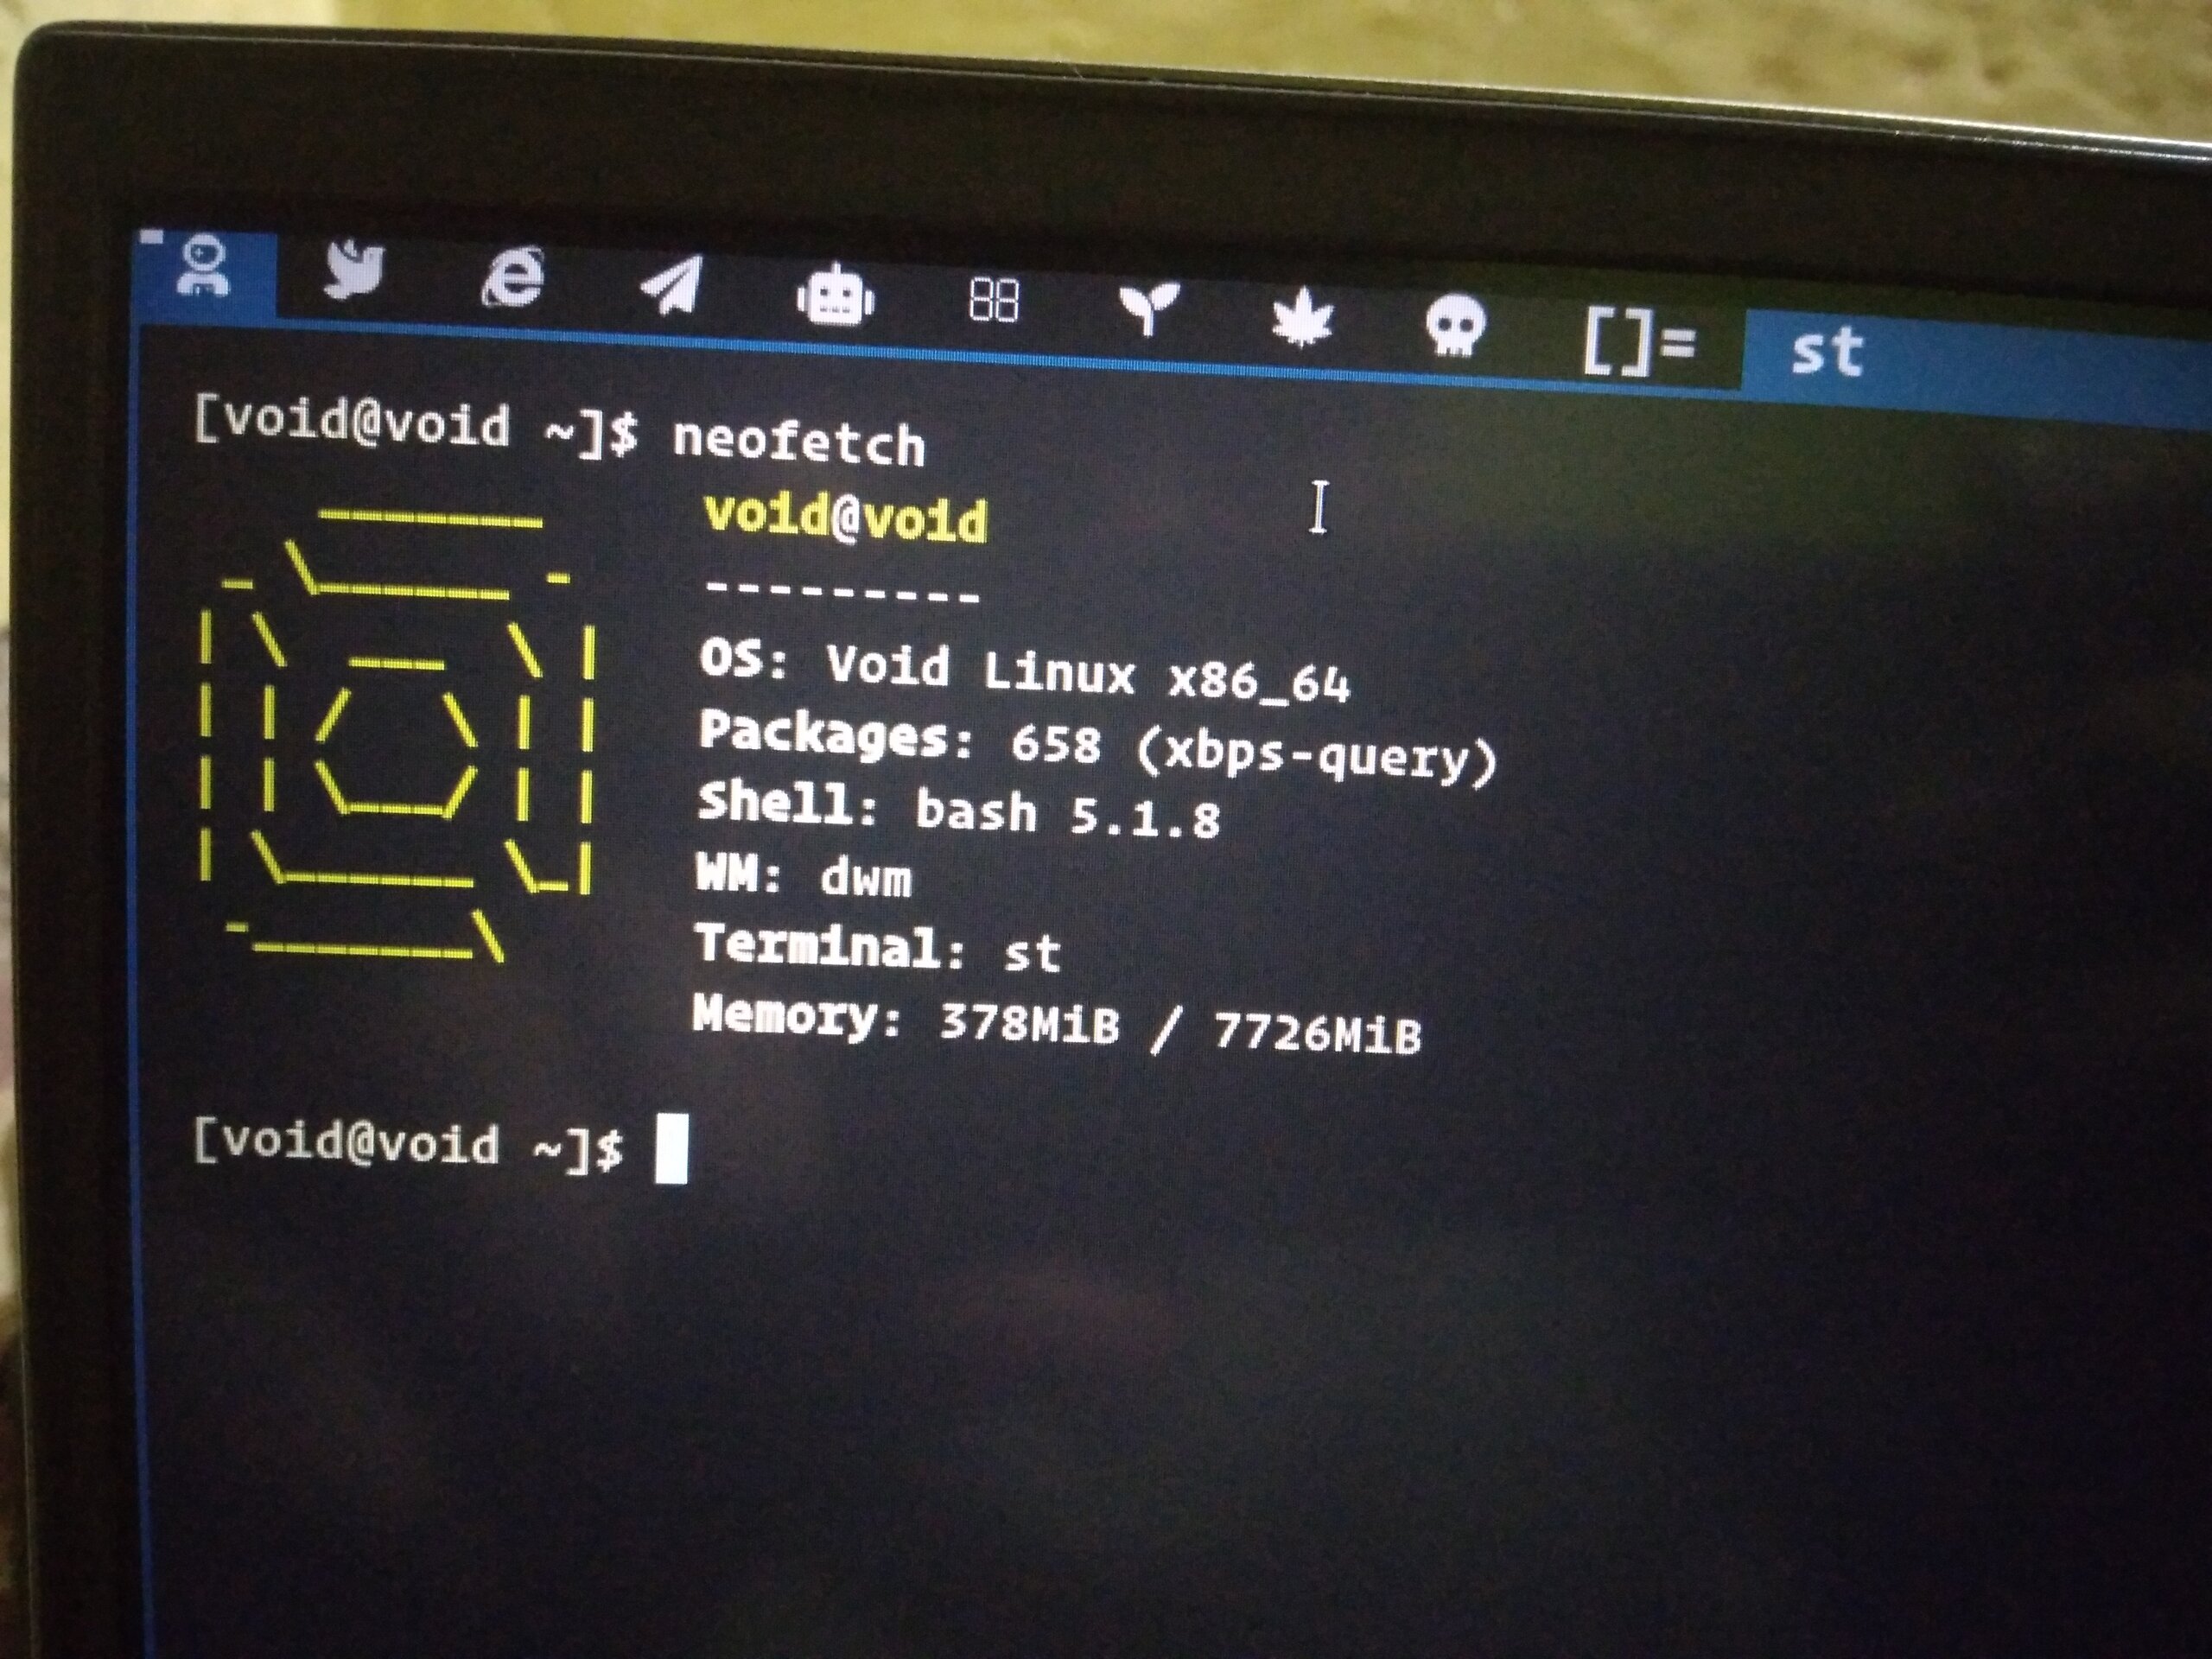 []= st
[void@void ~]$ neofetch
void@void
---------
OS: Void Linux x86_64
Packages: 658 (xbps-query)
Shell: bash 5.1.8
WM: dwm
Terminal: st
Memory: 378MiB / 7726MiB
[void@void ~]$